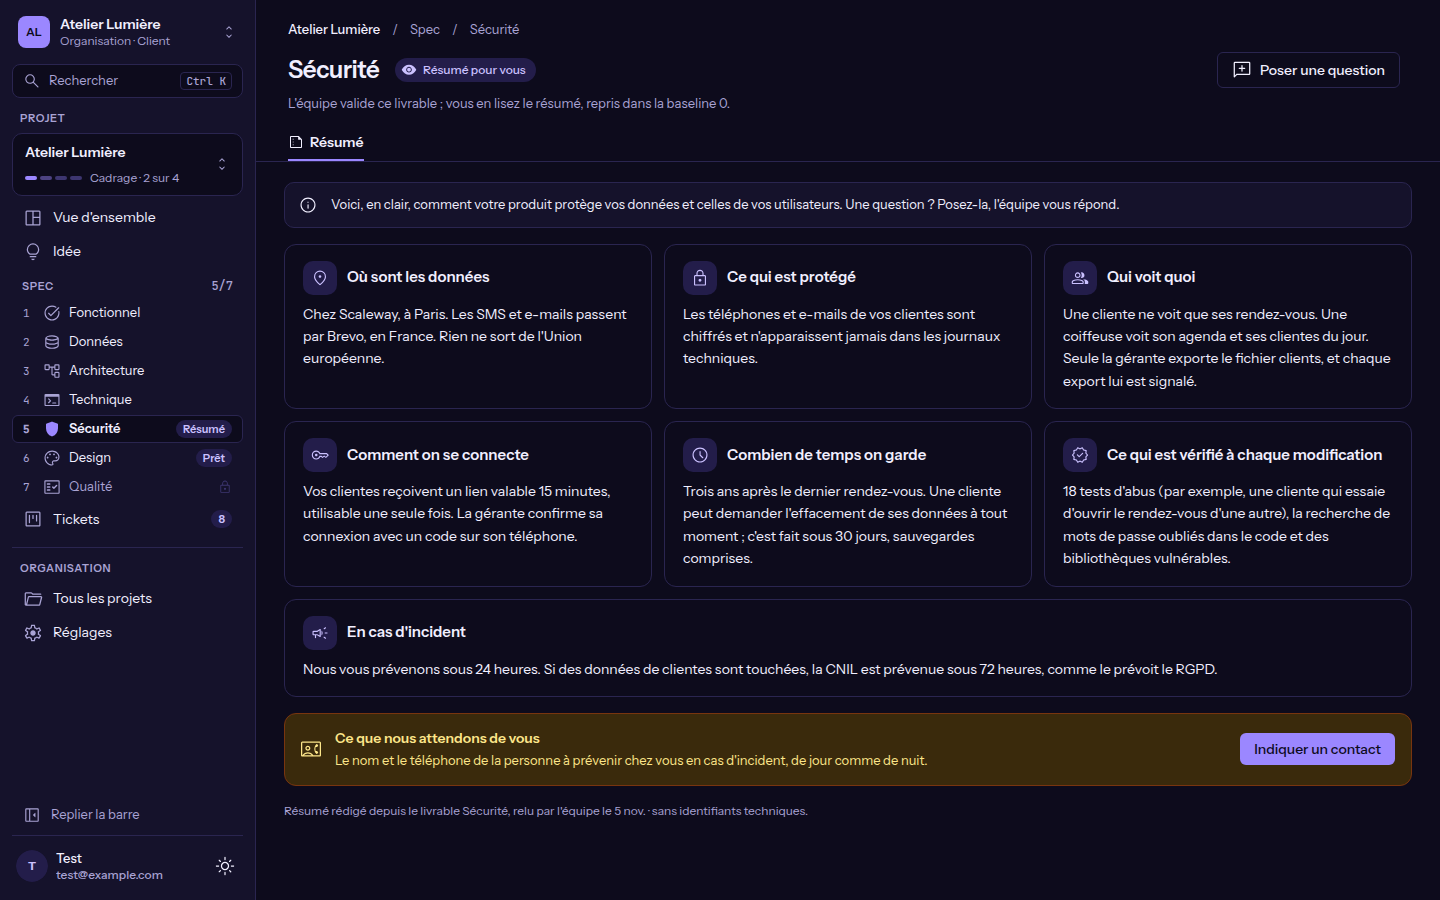 AL
Atelier Lumière
Organisation · Client
Rechercher
Ctrl K
PROJET
Atelier Lumière
Cadrage · 2 sur 4
Vue d'ensemble
Idée
SPEC 5/7
1 Fonctionnel
2 Données
3 Architecture
4 Technique
5 Sécurité Résumé
6 Design Prêt
7 Qualité
Tickets 8
ORGANISATION
Tous les projets
Réglages
Replier la barre
T
Test
test@example.com
Atelier Lumière / Spec / Sécurité
Sécurité
Résumé pour vous
Poser une question
L'équipe valide ce livrable ; vous en lisez le résumé, repris dans la baseline 0.
Résumé
Voici, en clair, comment votre produit protège vos données et celles de vos utilisateurs. Une question ? Posez-la, l'équipe vous répond.
Où sont les données
Chez Scaleway, à Paris. Les SMS et e-mails passent
par Brevo, en France. Rien ne sort de l'Union
européenne.
Ce qui est protégé
Les téléphones et e-mails de vos clientes sont
chiffrés et n'apparaissent jamais dans les journaux
techniques.
Qui voit quoi
Une cliente ne voit que ses rendez-vous. Une
coiffeuse voit son agenda et ses clientes du jour.
Seule la gérante exporte le fichier clients, et chaque
export lui est signalé.
Comment on se connecte
Vos clientes reçoivent un lien valable 15 minutes,
utilisable une seule fois. La gérante confirme sa
connexion avec un code sur son téléphone.
Combien de temps on garde
Trois ans après le dernier rendez-vous. Une cliente
peut demander l'effacement de ses données à tout
moment ; c'est fait sous 30 jours, sauvegardes
comprises.
Ce qui est vérifié à chaque modification
18 tests d'abus (par exemple, une cliente qui essaie
d'ouvrir le rendez-vous d'une autre), la recherche de
mots de passe oubliés dans le code et des
bibliothèques vulnérables.
En cas d'incident
Nous vous prévenons sous 24 heures. Si des données de clientes sont touchées, la CNIL est prévenue sous 72 heures, comme le prévoit le RGPD.
Ce que nous attendons de vous
Le nom et le téléphone de la personne à prévenir chez vous en cas d'incident, de jour comme de nuit.
Indiquer un contact
Résumé rédigé depuis le livrable Sécurité, relu par l'équipe le 5 nov. · sans identifiants techniques.